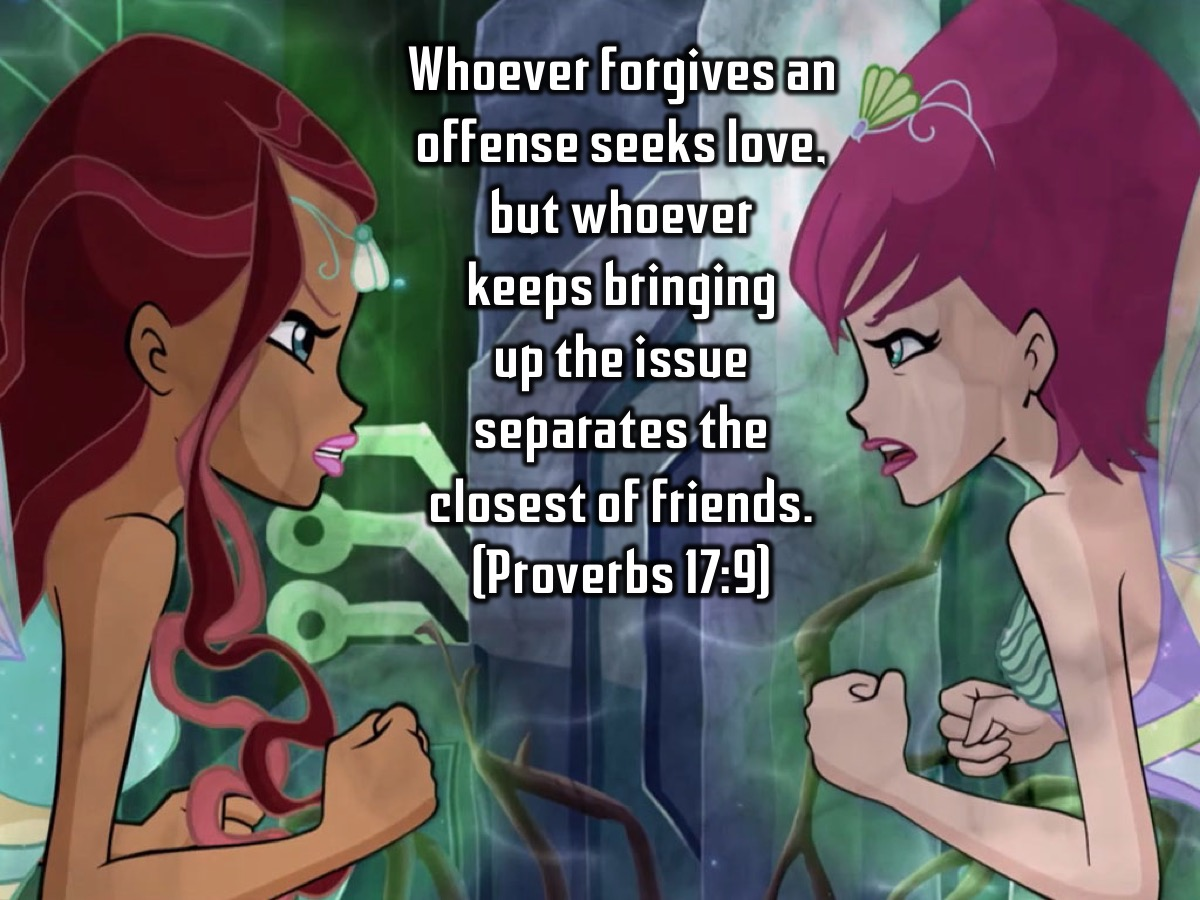 Whoever forgives an
offense seeks love,
but whoever
keeps bringing
up the issue
separates the
closest of friends.
(Proverbs 17:9)